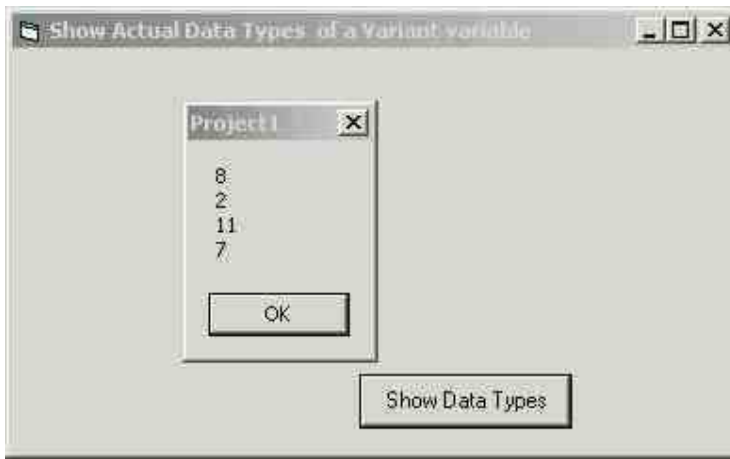 Show Actual Data Types of a Variant variable
Project1
8
2
11
7
OK
Show Data Types